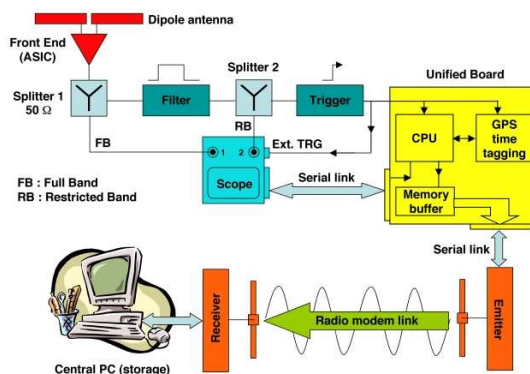 Dipole antenna
Front End
(ASIC)
Splitter 1
50 Ω
Filter
Splitter 2
Trigger
Unified Board
FB
RB
Ext. TRG
1 2
CPU
GPS
time
tagging
Scope
Serial link
Memory
buffer
FB : Full Band
RB : Restricted Band
Serial link
Receiver
Radio modem link
Emitter
Central PC (storage)